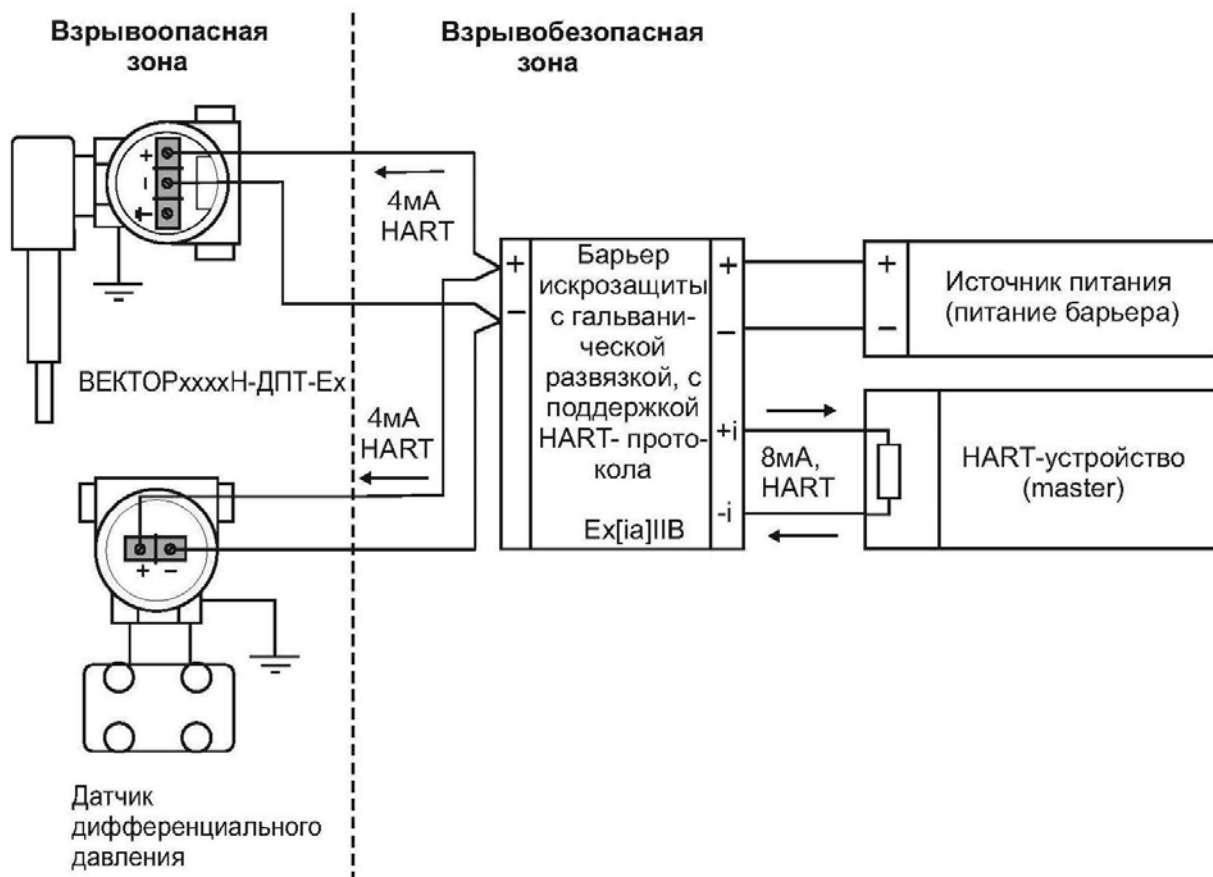 Взрывоопасная
зона
Взрывобезопасная
зона
+
−
4мА
HART
ВЕКТОРxxxxН-ДПТ-Ex
4мА
HART
+
−
Барьер
искрозащиты
с гальвани-
ческой
развязкой, с
поддержкой
HART- прото-
кола
Ex[ia]IIB
+
−
+i
-i
+
−
Источник питания
(питание барьера)
8мА,
HART
HART-устройство
(master)
+ −
Датчик
дифференциального
давления